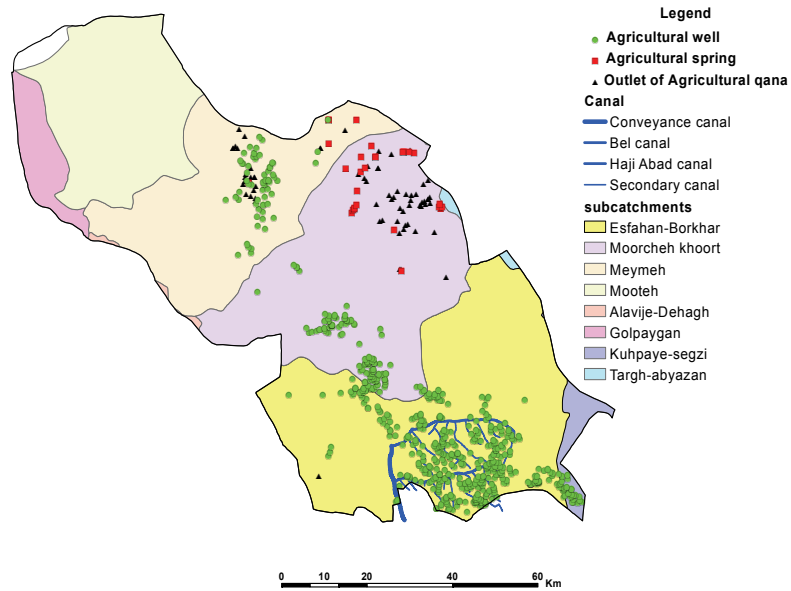 Legend
Agricultural well
Agricultural spring
Outlet of Agricultural qana
Canal
Conveyance canal
Bel canal
Haji Abad canal
Secondary canal
subcatchments
Esfahan-Borkhar
Moorcheh khoort
Meymeh
Mooteh
Alavije-Dehagh
Golpaygan
Kuhpaye-segzi
Targh-abyazan
0 10 20 40 60 Km